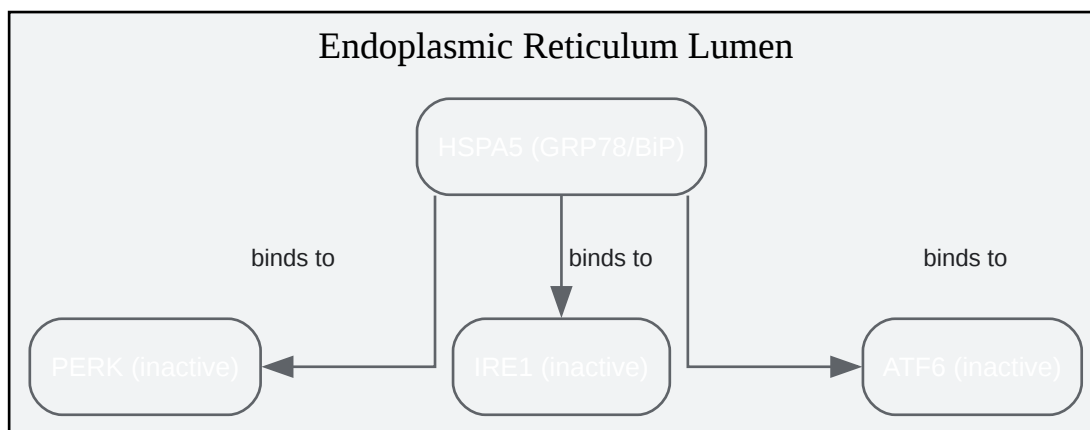 Endoplasmic Reticulum Lumen
HSPA5 (GRP78/BiP)
binds to
binds to
binds to
PERK (inactive)
IRE1 (inactive)
ATF6 (inactive)